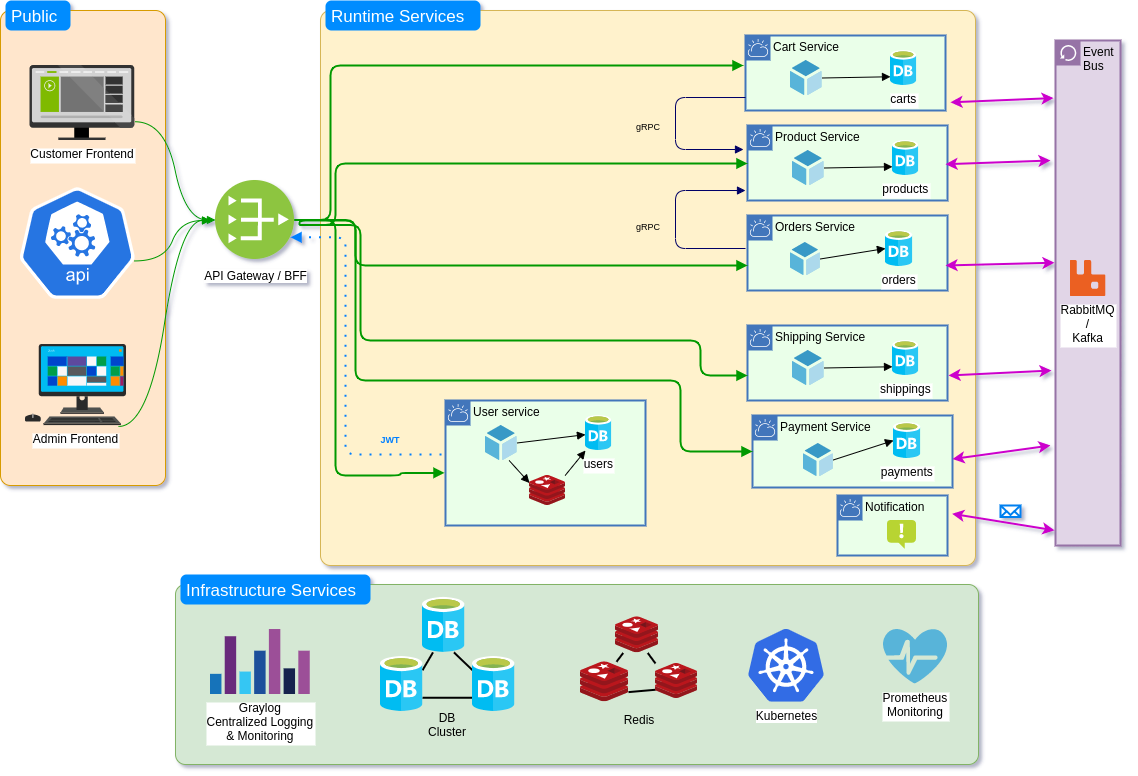 Public
Runtime Services
Customer Frontend
api
Admin Frontend
API Gateway / BFF
Cart Service
DB
carts
gRPC
Product Service
DB
products
gRPC
Orders Service
DB
orders
Shipping Service
DB
shippings
JWT
User service
DB
users
Payment Service
DB
payments
Notification
Event
Bus
RabbitMQ
/
Kafka
Infrastructure Services
Graylog
Centralized Logging
& Monitoring
DB
DB
DB
DB
Cluster
Redis
Kubernetes
Prometheus
Monitoring